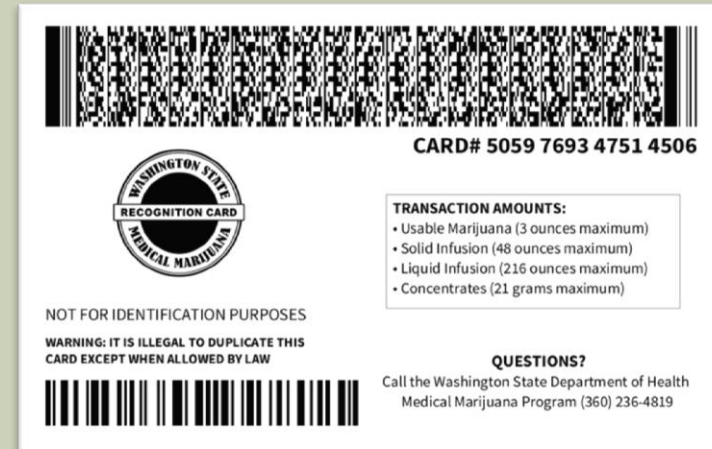 CARD# 5059 7693 4751 4506
WASHINGTON STATE
RECOGNITION CARD
MEDICAL MARIJUANA
TRANSACTION AMOUNTS:
• Usable Marijuana (3 ounces maximum)
• Solid Infusion (48 ounces maximum)
• Liquid Infusion (216 ounces maximum)
• Concentrates (21 grams maximum)
NOT FOR IDENTIFICATION PURPOSES
WARNING: IT IS ILLEGAL TO DUPLICATE THIS
CARD EXCEPT WHEN ALLOWED BY LAW
QUESTIONS?
Call the Washington State Department of Health
Medical Marijuana Program (360) 236-4819